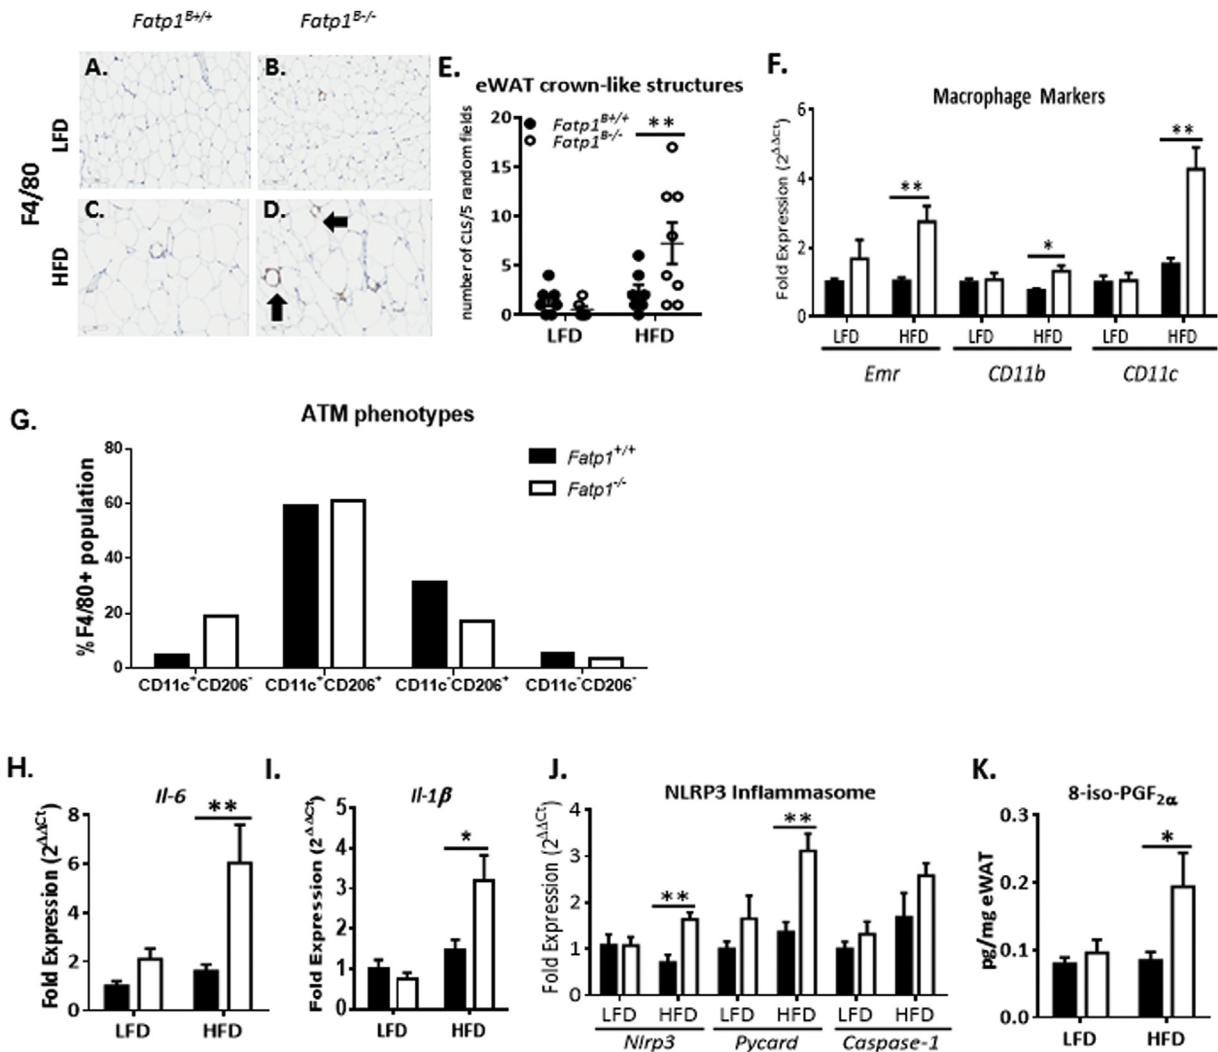 Fatp1B+/+ Fatp1B-/-
A. B.
LFD
F4/80
C. D.
HFD
E.
eWAT crown-like structures
number of CLS/5 random fields
20
15
10
5
0
Fatp1B+/+
Fatp1B-/-
**
LFD HFD
F.
Macrophage Markers
Fold Expression (2ΔΔCt)
6
4
2
0
** * **
LFD HFD LFD HFD LFD HFD
Emr CD11b CD11c
G.
ATM phenotypes
% F4/80+ population
80
60
40
20
0
Fatp1+/+
Fatp1-/-
CD11c+CD206- CD11c+CD206+ CD11c-CD206+ CD11c-CD206-
H.
Il-6
Fold Expression (2ΔΔCt)
8
6
4
2
0
**
LFD HFD
I.
Il-1β
Fold Expression (2ΔΔCt)
5
4
3
2
1
0
*
LFD HFD
J.
NLRP3 Inflammasome
Fold Expression (2ΔΔCt)
4
3
2
1
0
** **
LFD HFD LFD HFD LFD HFD
Nlrp3 Pycard Caspase-1
K.
8-iso-PGF2α
pg/mg eWAT
0.3
0.2
0.1
0.0
*
LFD HFD